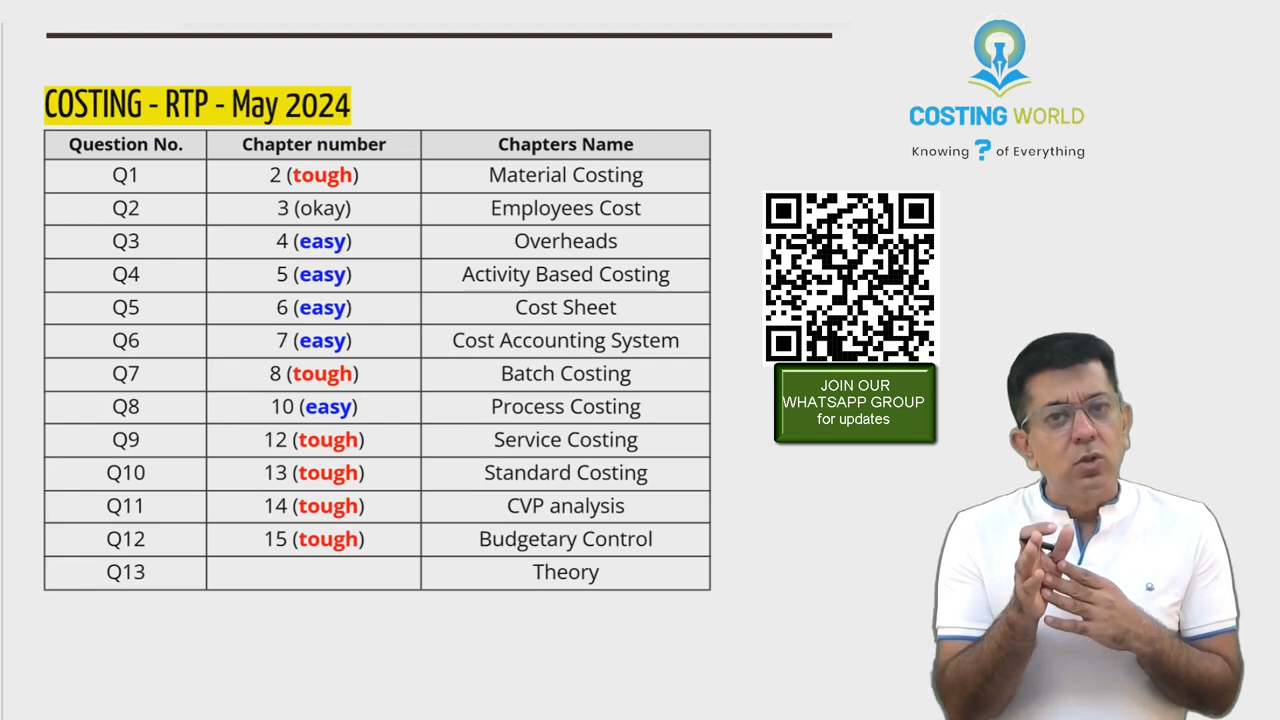 COSTING - RTP - May 2024
Question No. Chapter number Chapters Name
Q1 2 (tough) Material Costing
Q2 3 (okay) Employees Cost
Q3 4 (easy) Overheads
Q4 5 (easy) Activity Based Costing
Q5 6 (easy) Cost Sheet
Q6 7 (easy) Cost Accounting System
Q7 8 (tough) Batch Costing
Q8 10 (easy) Process Costing
Q9 12 (tough) Service Costing
Q10 13 (tough) Standard Costing
Q11 14 (tough) CVP analysis
Q12 15 (tough) Budgetary Control
Q13 Theory
COSTING WORLD
Knowing ? of Everything
JOIN OUR
WHATSAPP GROUP
for updates